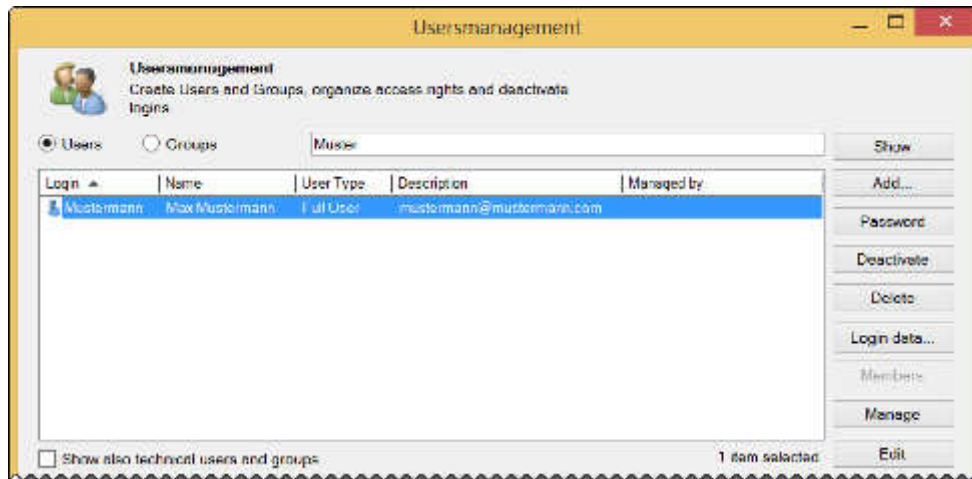 Usersmanagement
Usersmanagement
Create Users and Groups, organize access rights and deactivate
logins
Users Groups Muster Show
Login Name User Type Description Managed by Add...
Mustermann Max Mustermann Full User mustermann@mustermann.com
Password
Deactivate
Delete
Login data...
Members
Manage
Show also technical users and groups 1 item selected Edit